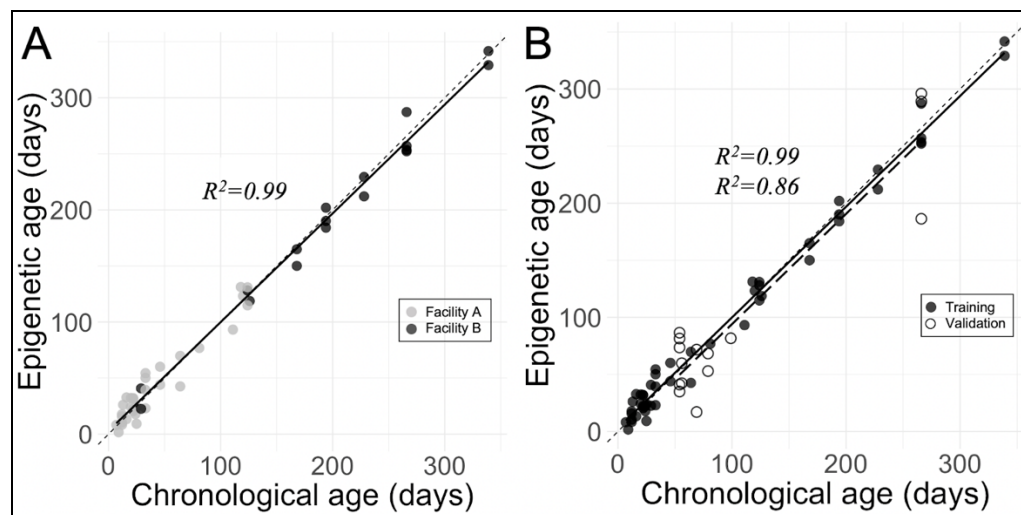 A
Epigenetic age (days)
300
200
100
0
R²=0.99
Facility A
Facility B
0
100
200
300
Chronological age (days)
B
Epigenetic age (days)
300
200
100
0
R²=0.99
R²=0.86
Training
Validation
0
100
200
300
Chronological age (days)